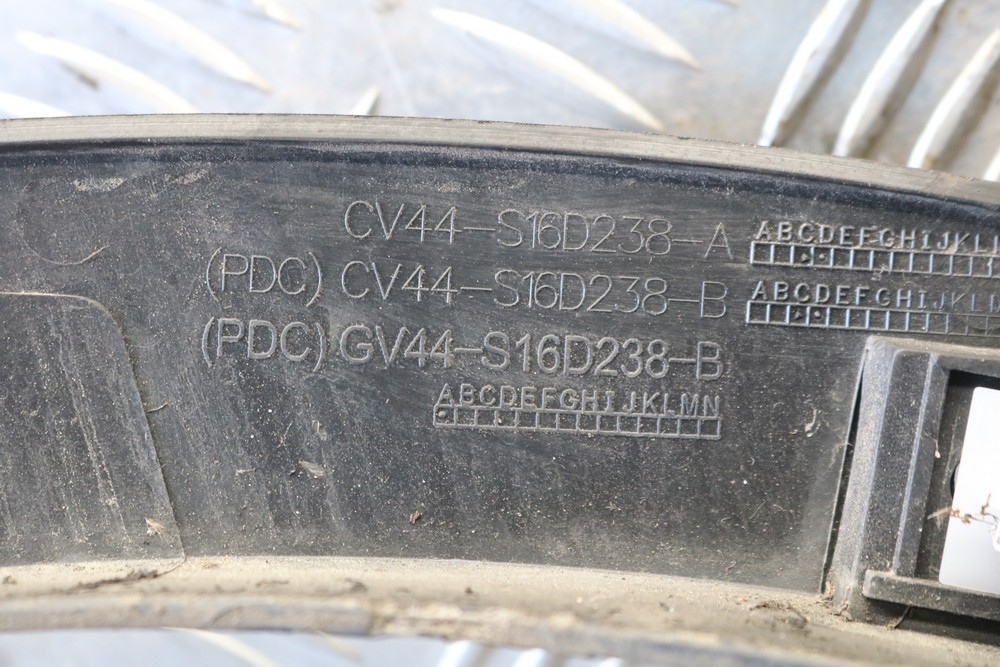 CV44-S16D238-A ABCDEFGHIJKL
(PDC) CV44-S16D238-B ABCDEFGHIJKL
(PDC) GV44-S16D238-B
ABCDEFGHIJKLMN